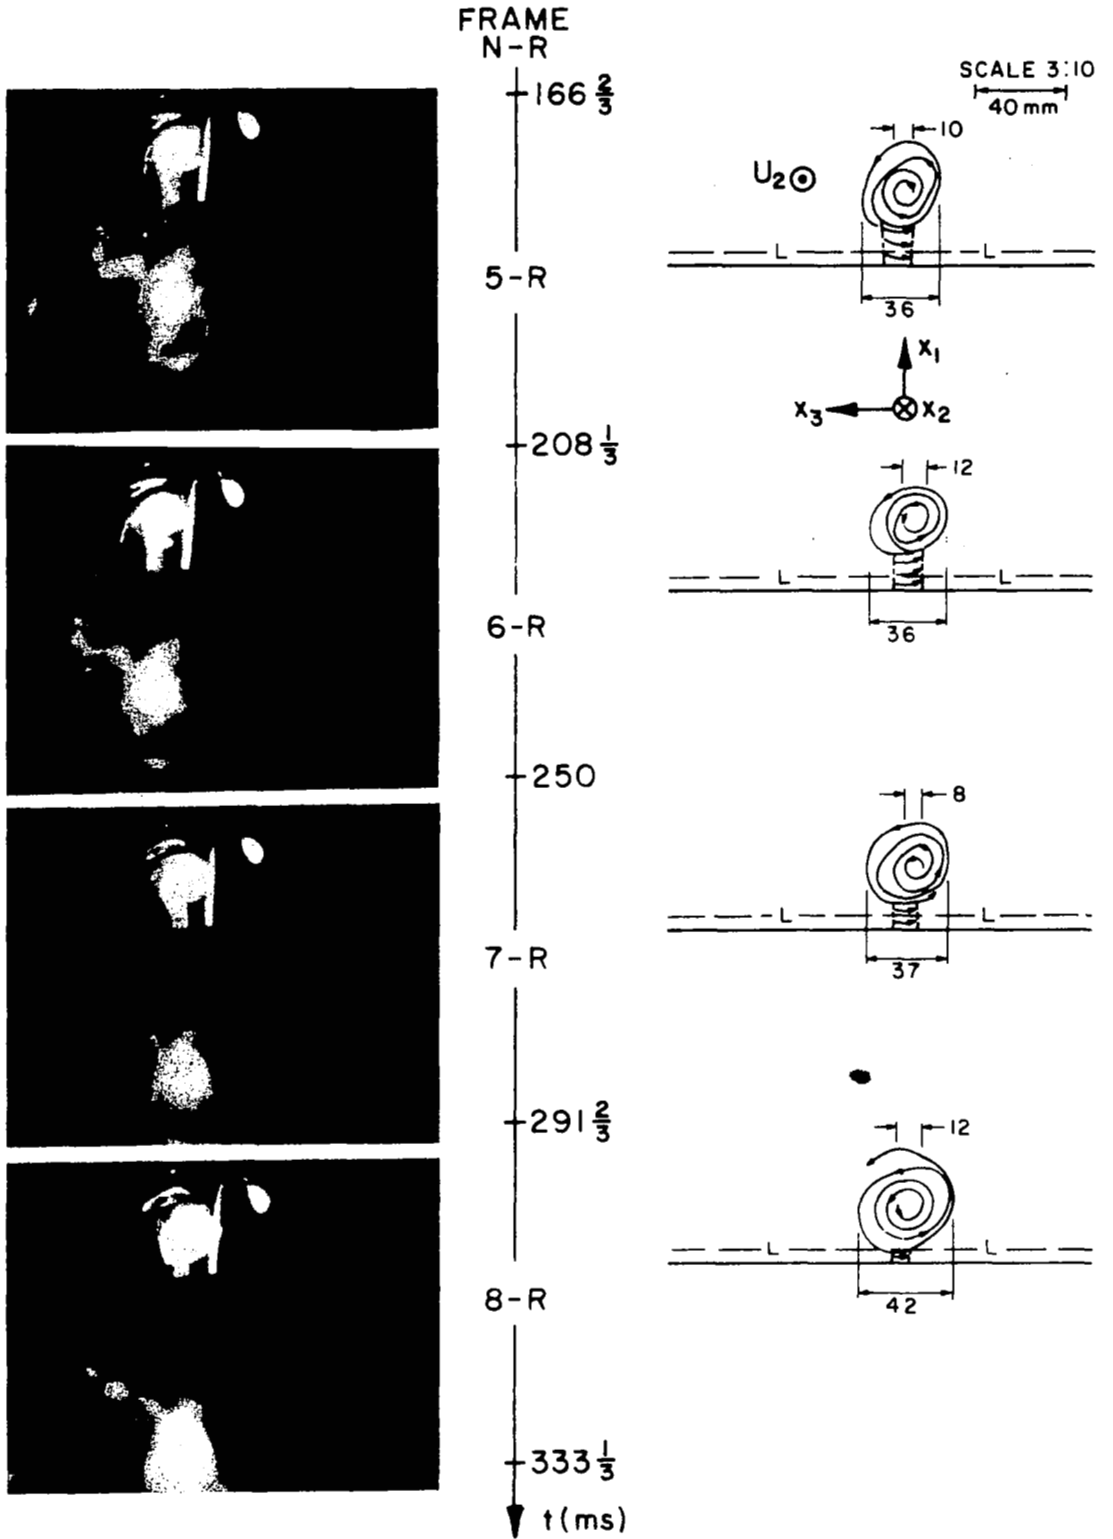 FRAME
N-R
166 2/3
SCALE 3:10
40 mm
10
U₂
L L
5-R
36
X₁
X₃ X₂
208 1/3
12
L L
6-R
36
250
8
L L
7-R
37
291 2/3
12
L L
8-R
42
333 1/3
t (ms)